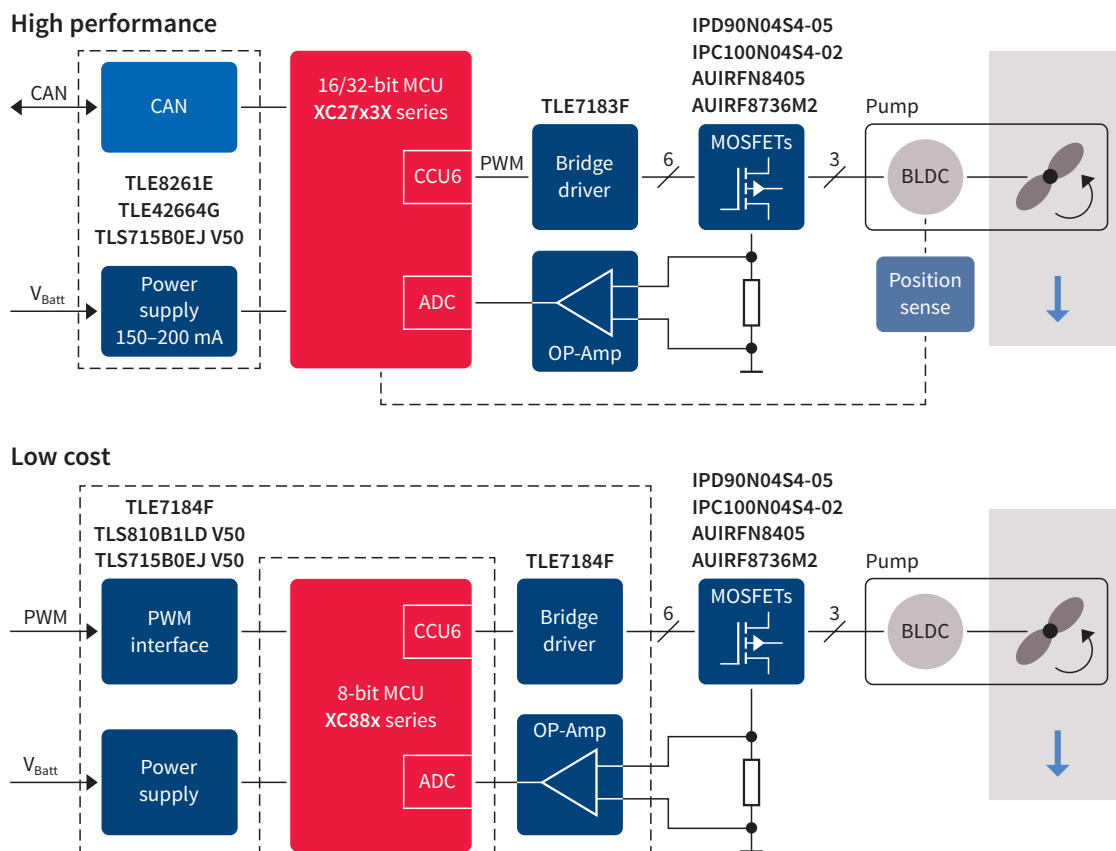 High performance
CAN
CAN
TLE8261E
TLE42664G
TLS715B0EJ V50
V_Batt
Power
supply
150–200 mA
16/32-bit MCU
XC27x3X series
CCU6
ADC
PWM
TLE7183F
Bridge
driver
OP-Amp
6
IPD90N04S4-05
IPC100N04S4-02
AUIRFN8405
AUIRF8736M2
MOSFETs
3
Pump
BLDC
Position
sense
Low cost
TLE7184F
TLS810B1LD V50
TLS715B0EJ V50
PWM
PWM
interface
V_Batt
Power
supply
8-bit MCU
XC88x series
CCU6
ADC
TLE7184F
Bridge
driver
OP-Amp
6
IPD90N04S4-05
IPC100N04S4-02
AUIRFN8405
AUIRF8736M2
MOSFETs
3
Pump
BLDC